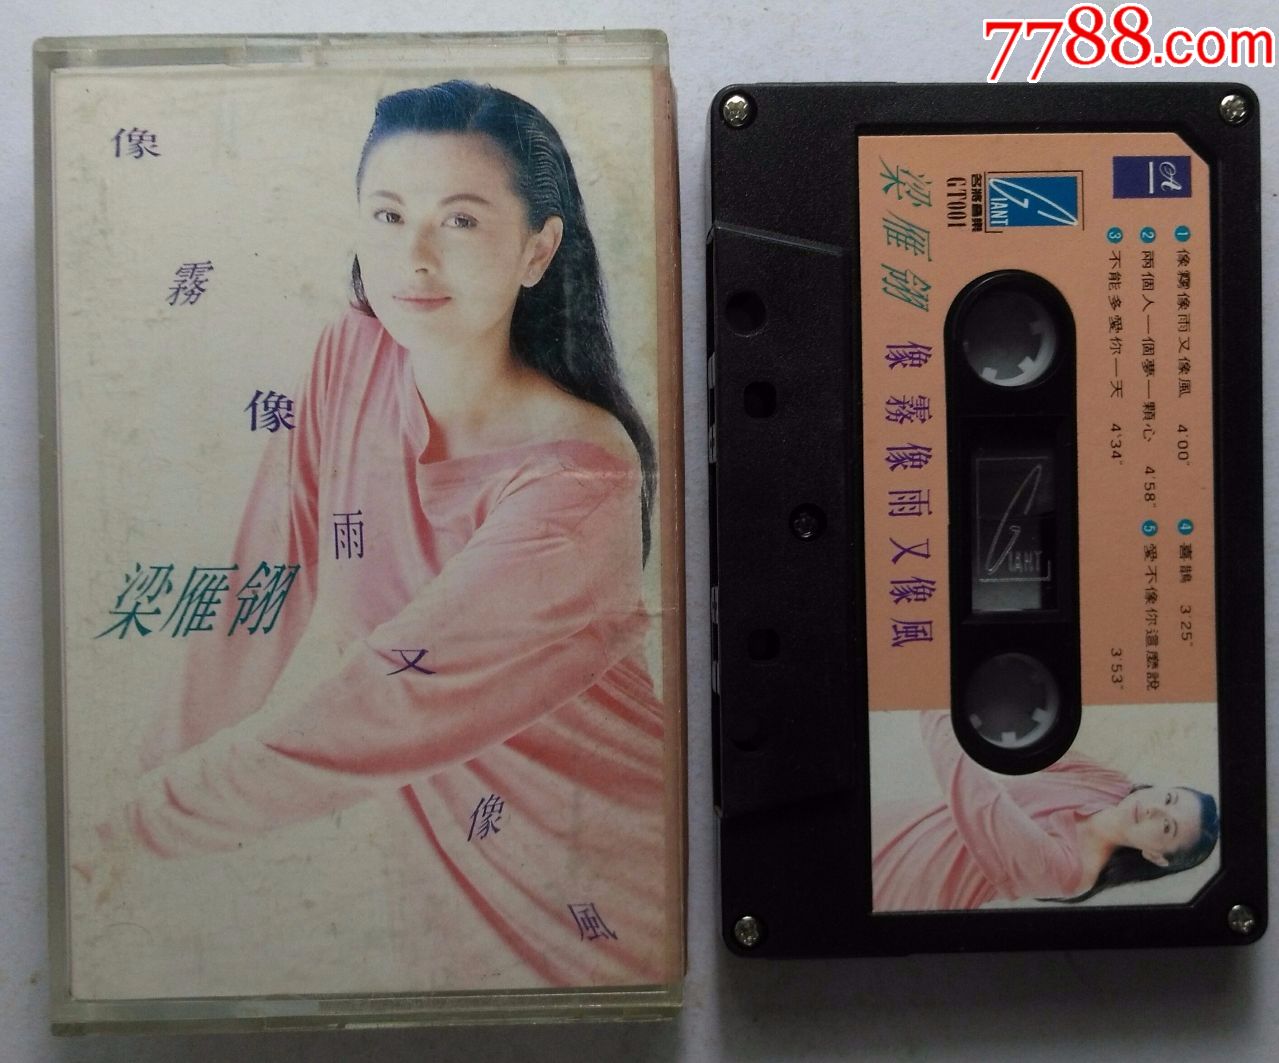 7788.com
像霧像雨又像風
梁雁翎
A
GIANT
名將音樂
GT001
梁雁翎
像霧像雨又像風
1 像霧像雨又像風 4'00"
2 兩個人一個夢一顆心 4'58"
3 不能多愛你一天 4'34"
4 喜鵲 3'25"
5 愛不像你這麼說 3'53"
GIANT